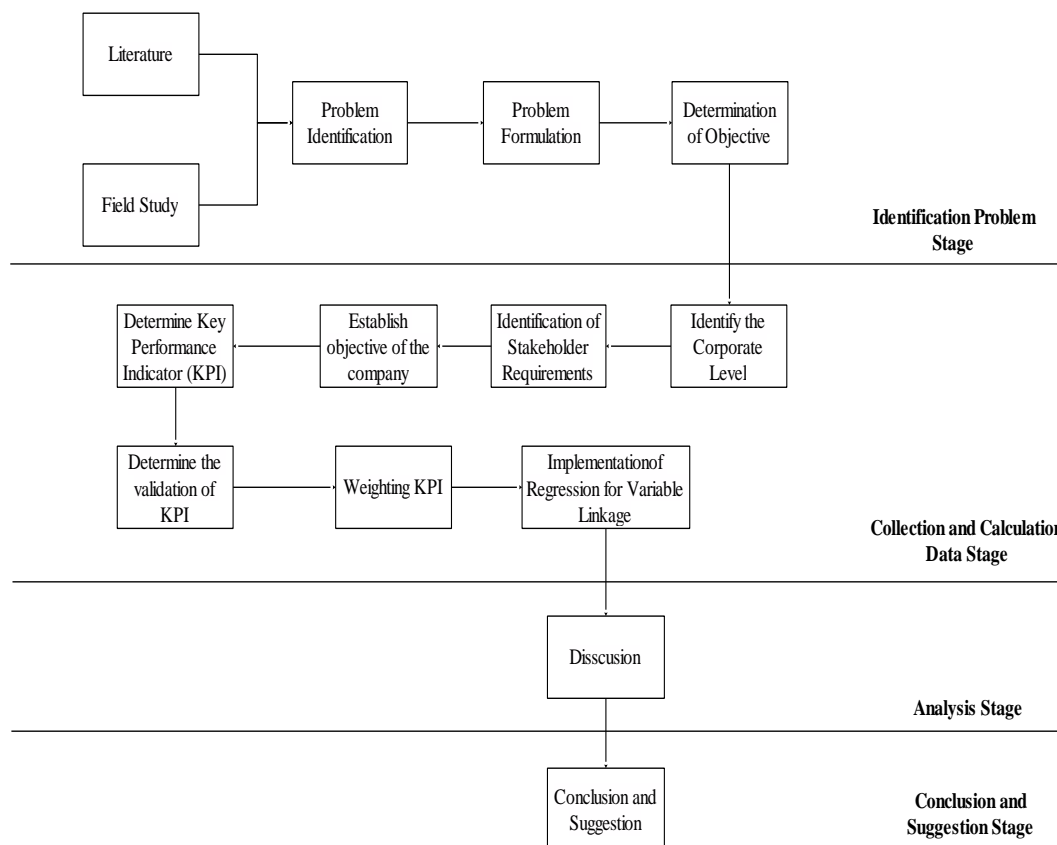 Literature
Problem
Identification
Problem
Formulation
Determination
of Objective
Field Study
Identification Problem
Stage
Determine Key
Performance
Indicator (KPI)
Establish
objective of the
company
Identification of
Stakeholder
Requirements
Identify the
Corporate
Level
Determine the
validation of
KPI
Weighting KPI
Implementationof
Regression for Variable
Linkage
Collection and Calculation
Data Stage
Disscusion
Analysis Stage
Conclusion and
Suggestion
Conclusion and
Suggestion Stage